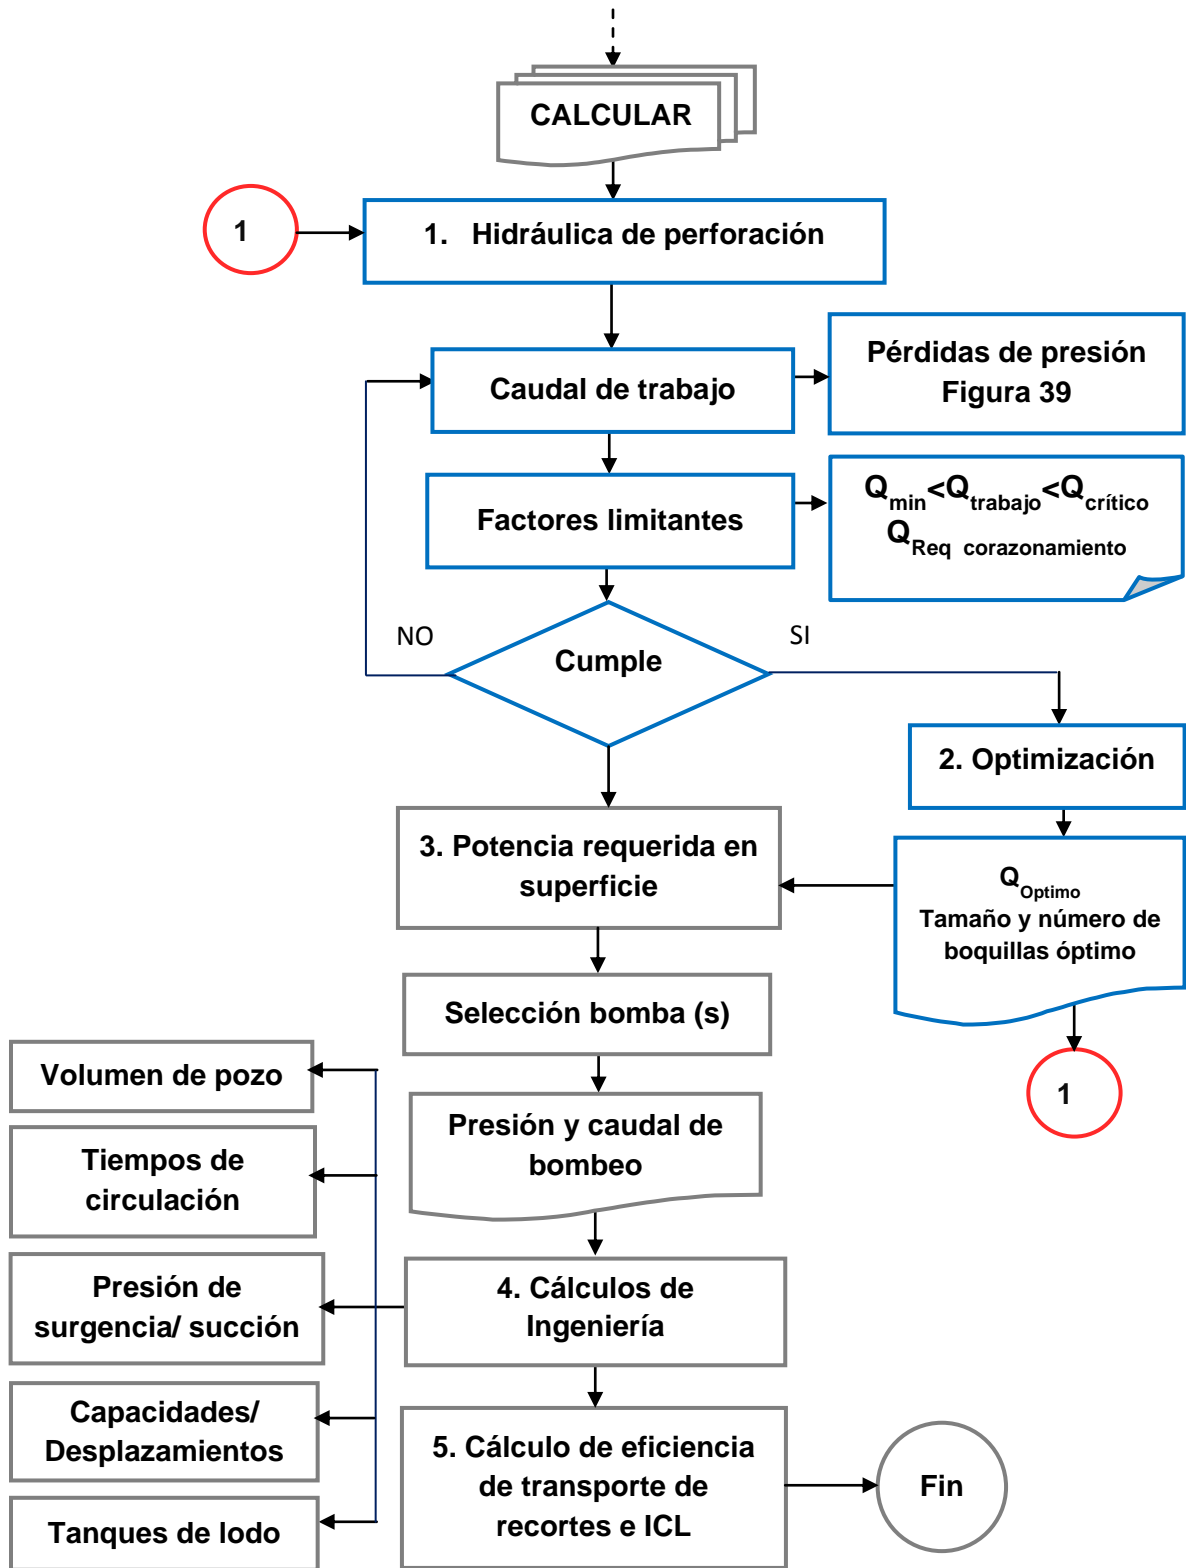 CALCULAR
1
1. Hidráulica de perforación
Caudal de trabajo
Pérdidas de presión
Figura 39
Factores limitantes
Qmin<Qtrabajo<Qcrítico
QReq corazonamiento
NO
SI
Cumple
2. Optimización
3. Potencia requerida en
superficie
QOptimo
Tamaño y número de
boquillas óptimo
Selección bomba (s)
1
Presión y caudal de
bombeo
Volumen de pozo
Tiempos de
circulación
Presión de
surgencia/ succión
4. Cálculos de
Ingeniería
Capacidades/
Desplazamientos
Tanques de lodo
5. Cálculo de eficiencia
de transporte de
recortes e ICL
Fin